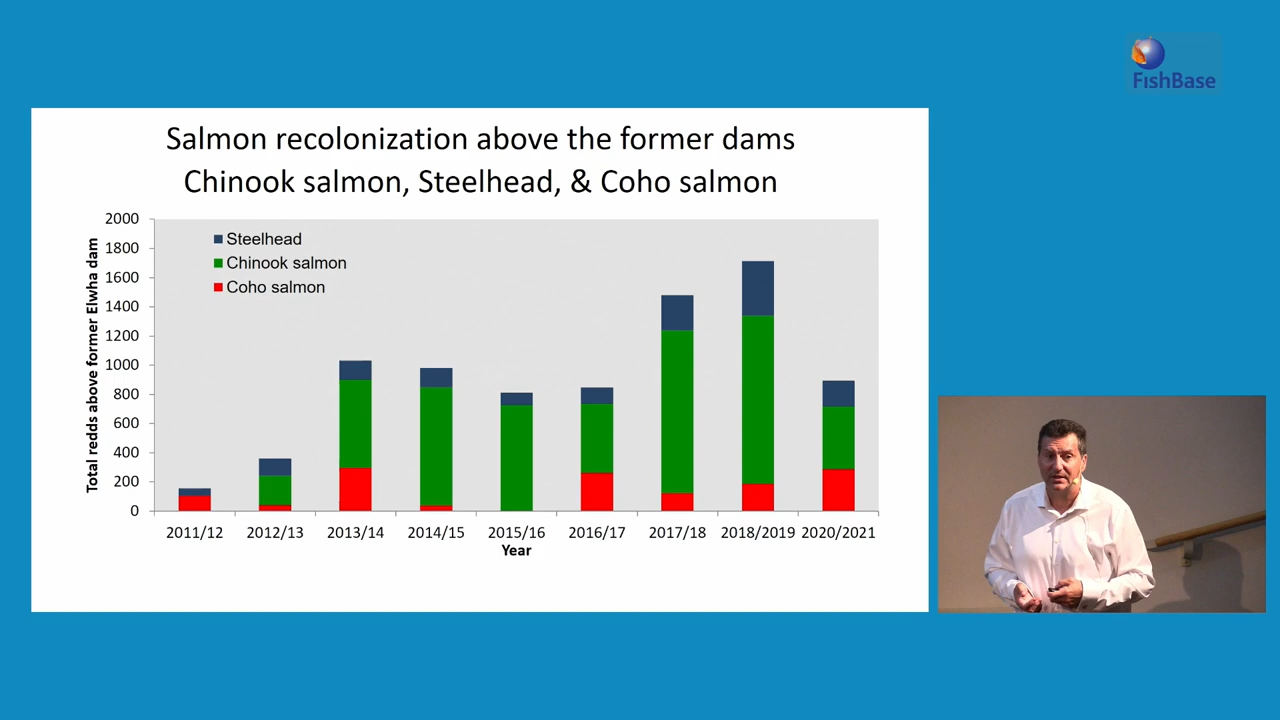 FishBase
Salmon recolonization above the former dams
Chinook salmon, Steelhead, & Coho salmon
Total redds above former Elwha dam
2000
1800
1600
1400
1200
1000
800
600
400
200
0
Steelhead
Chinook salmon
Coho salmon
2011/12 2012/13 2013/14 2014/15 2015/16 2016/17 2017/18 2018/2019 2020/2021
Year